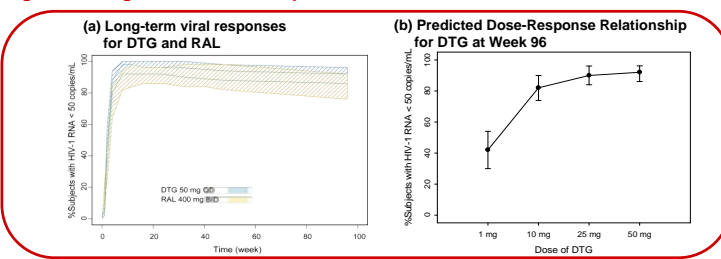 (a) Long-term viral responses
for DTG and RAL
%Subjects with HIV-1 RNA < 50 copies/mL
100
80
60
40
20
0
DTG 50 mg QD
RAL 400 mg BID
0
20
40
60
80
100
Time (week)
(b) Predicted Dose-Response Relationship
for DTG at Week 96
%Subjects with HIV-1 RNA < 50 copies/mL
100
80
60
40
20
0
1 mg
10 mg
25 mg
50 mg
Dose of DTG